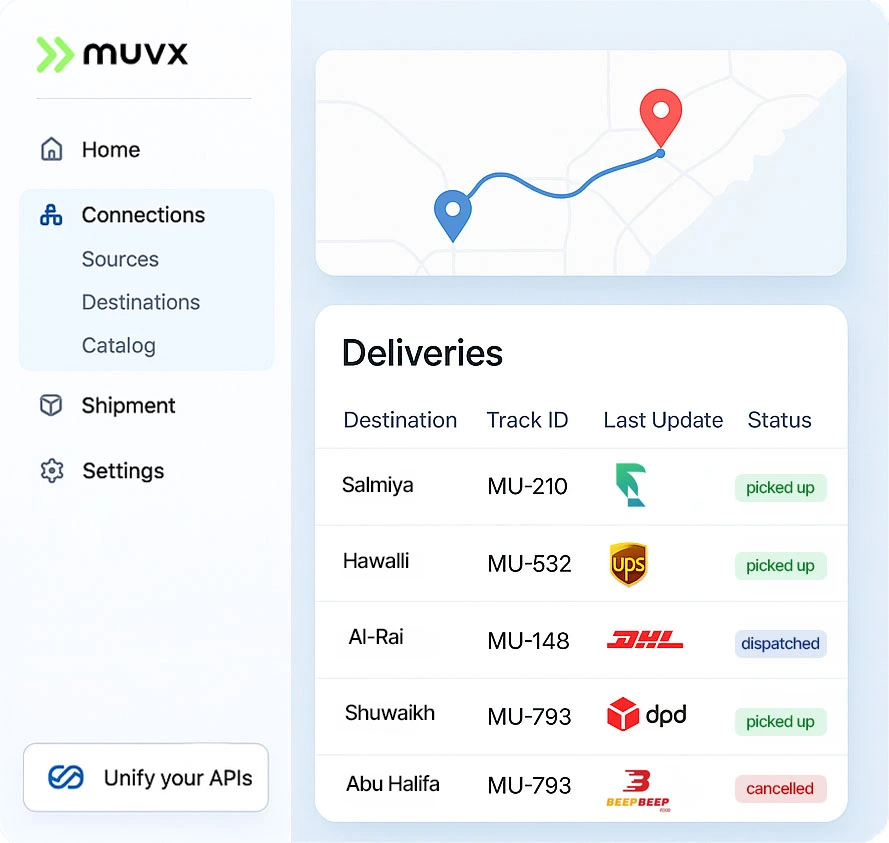 muvx
Home
Connections
Sources
Destinations
Catalog
Shipment
Settings
Unify your APIs
Deliveries
Destination Track ID Last Update Status
Salmiya MU-210 picked up
Hawalli MU-532 ups picked up
Al-Rai MU-148 DHL dispatched
Shuwaikh MU-793 dpd picked up
Abu Halifa MU-793 BEEPBEEP FOOD cancelled